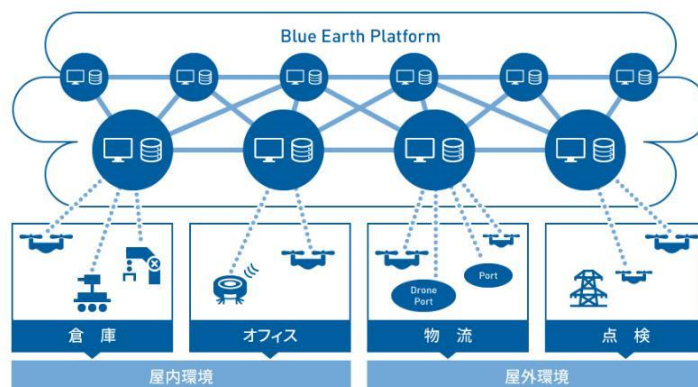 Blue Earth Platform
Drone
Port
Port
倉庫
オフィス
物流
点検
屋内環境
屋外環境